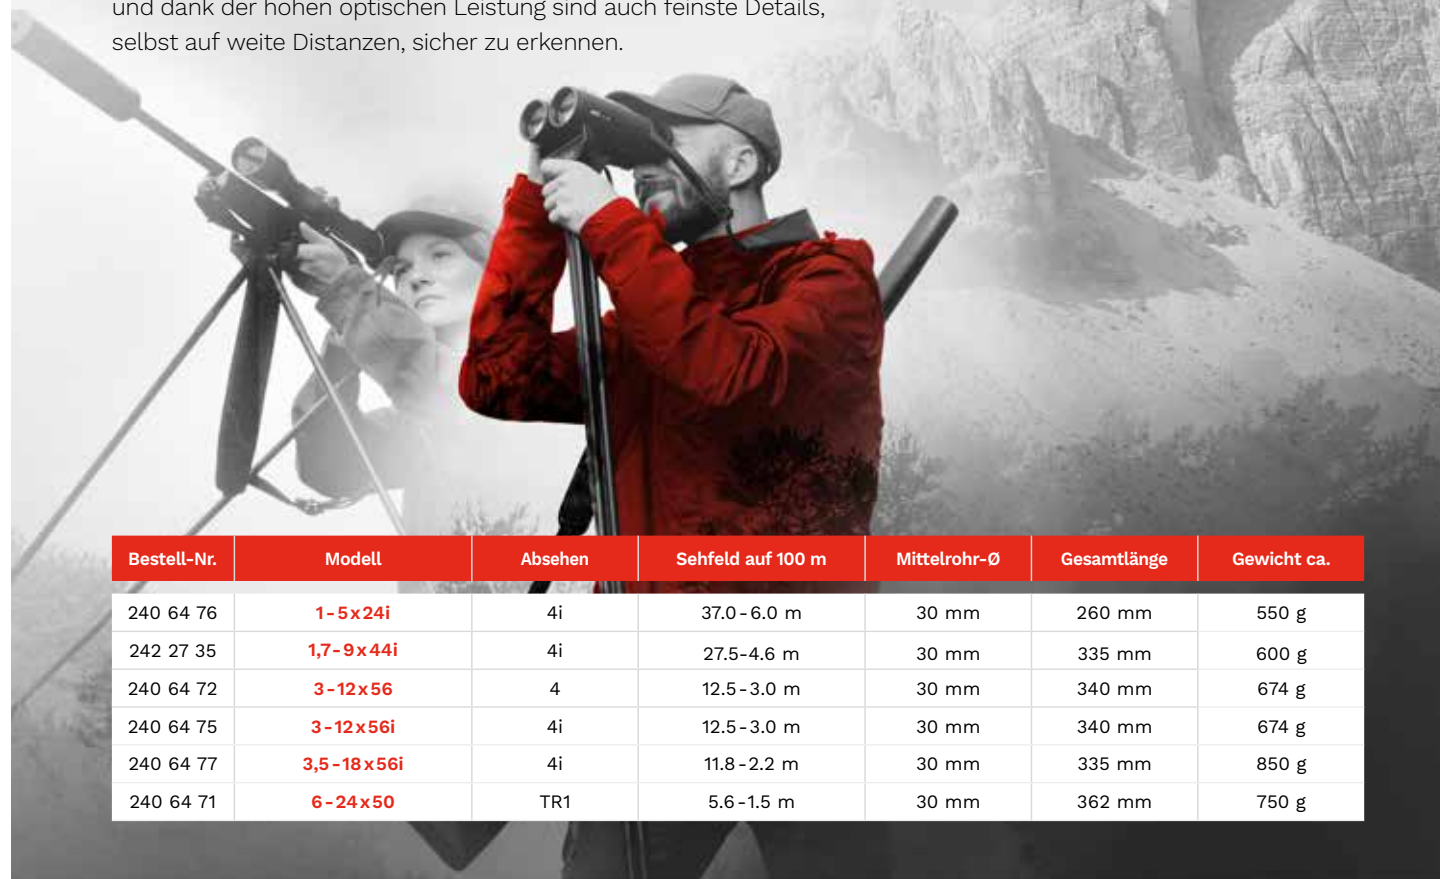 und dank der hohen optischen Leistung sind auch feinste Details,
selbst auf weite Distanzen, sicher zu erkennen.
Bestell-Nr. Modell Absehen Sehfeld auf 100 m Mittelrohr-Ø Gesamtlänge Gewicht ca.
240 64 76 1-5x24i 4i 37.0-6.0 m 30 mm 260 mm 550 g
242 27 35 1,7-9x44i 4i 27.5-4.6 m 30 mm 335 mm 600 g
240 64 72 3-12x56 4 12.5-3.0 m 30 mm 340 mm 674 g
240 64 75 3-12x56i 4i 12.5-3.0 m 30 mm 340 mm 674 g
240 64 77 3,5-18x56i 4i 11.8-2.2 m 30 mm 335 mm 850 g
240 64 71 6-24x50 TR1 5.6-1.5 m 30 mm 362 mm 750 g